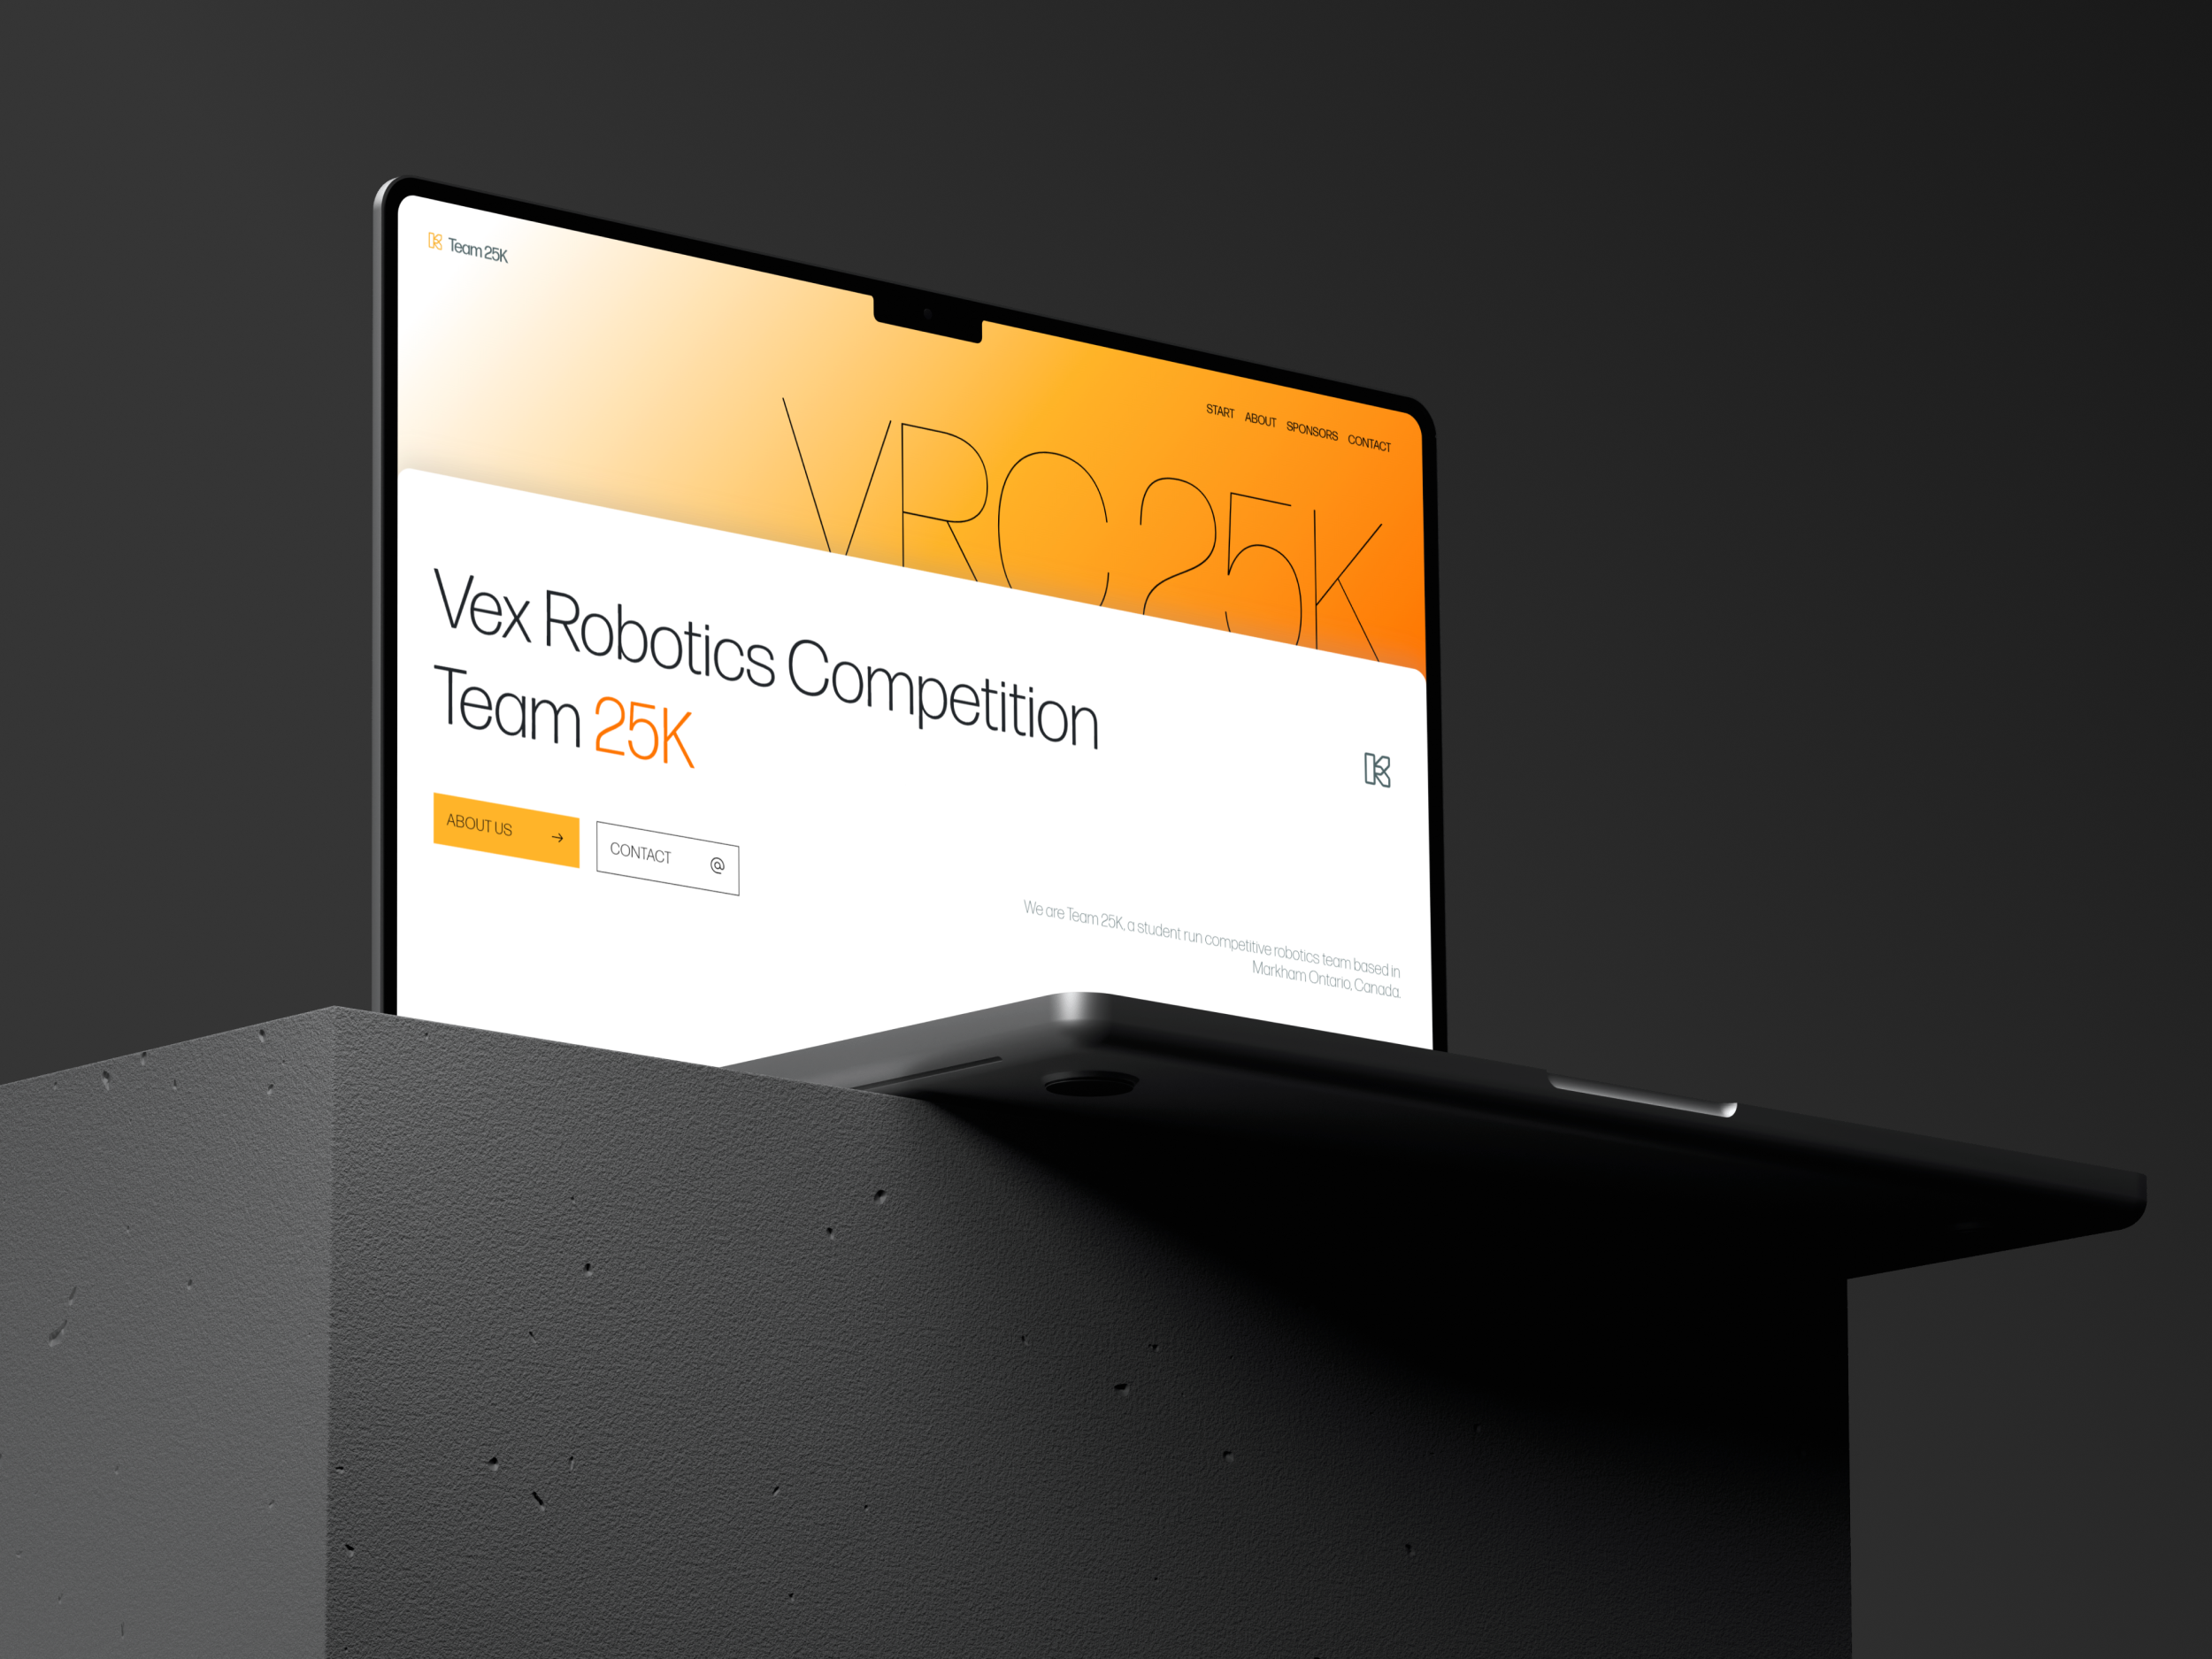 Team 25K
START ABOUT SPONSORS CONTACT
VRC 25K
Vex Robotics Competition
Team 25K
ABOUT US
CONTACT @
We are Team 25K, a student run competitive robotics team based in
Markham Ontario, Canada.